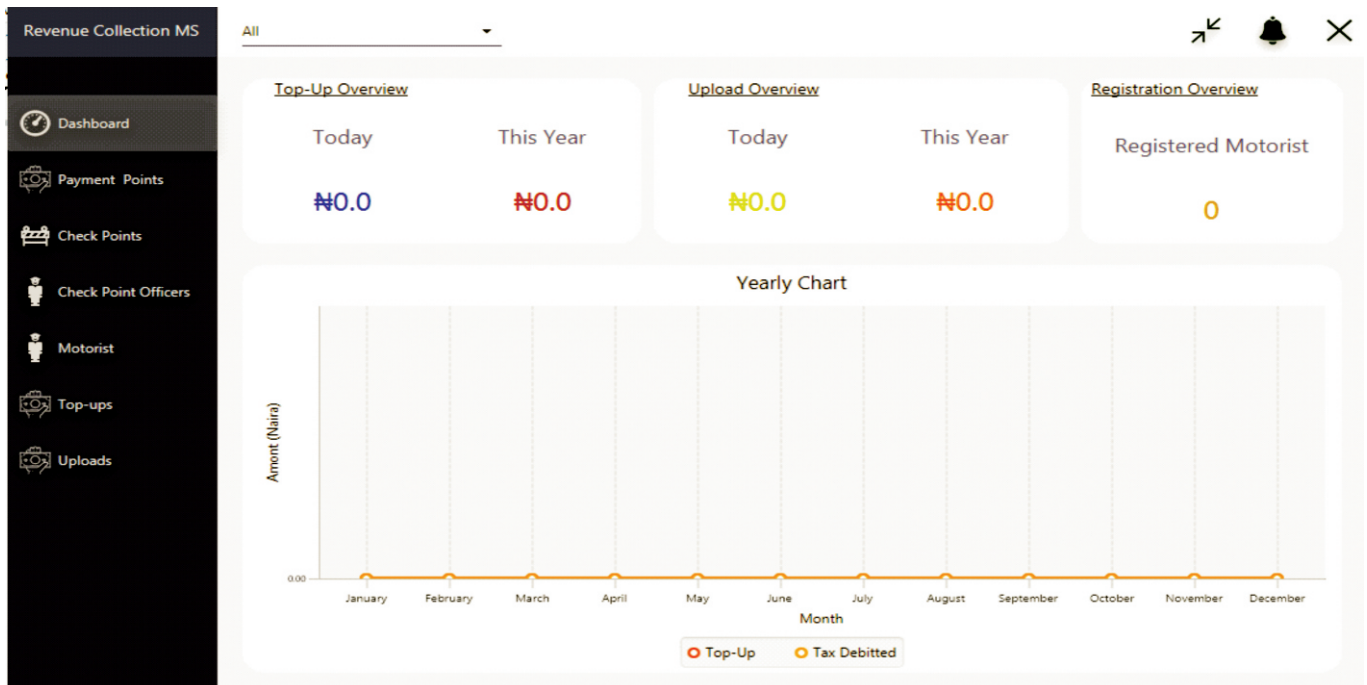 Revenue Collection MS
All
Dashboard
Payment Points
Check Points
Check Point Officers
Motorist
Top-ups
Uploads
Top-Up Overview
Today
This Year
₦0.0
₦0.0
Upload Overview
Today
This Year
₦0.0
₦0.0
Registration Overview
Registered Motorist
0
Yearly Chart
Amont (Naira)
0.00
January February March April May June July August September October November December
Month
Top-Up Tax Debitted